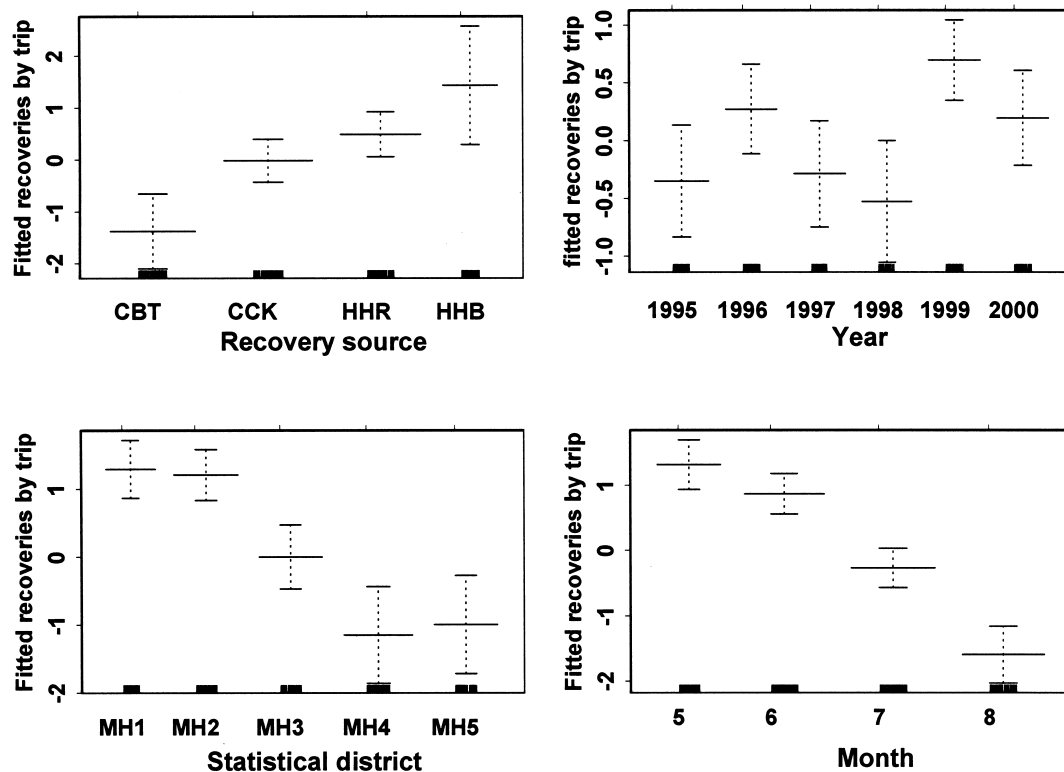 Fitted recoveries by trip
2
1
0
-1
-2
CBT CCK HHR HHB
Recovery source
fitted recoveries by trip
1.0
0.5
0.0
-0.5
-1.0
1995 1996 1997 1998 1999 2000
Year
Fitted recoveries by trip
1
0
-1
-2
MH1 MH2 MH3 MH4 MH5
Statistical district
Fitted recoveries by trip
1
0
-1
-2
5 6 7 8
Month